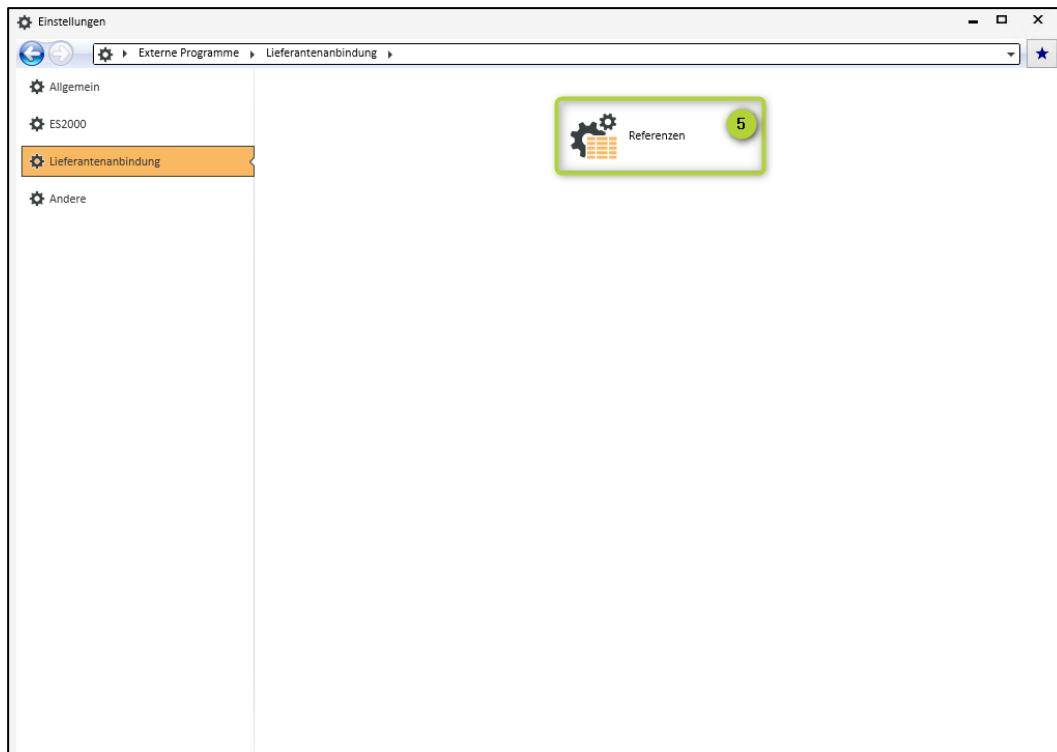 Einstellungen
Externe Programme Lieferantenanbindung
Allgemein
ES2000
Lieferantenanbindung
Andere
Referenzen 5